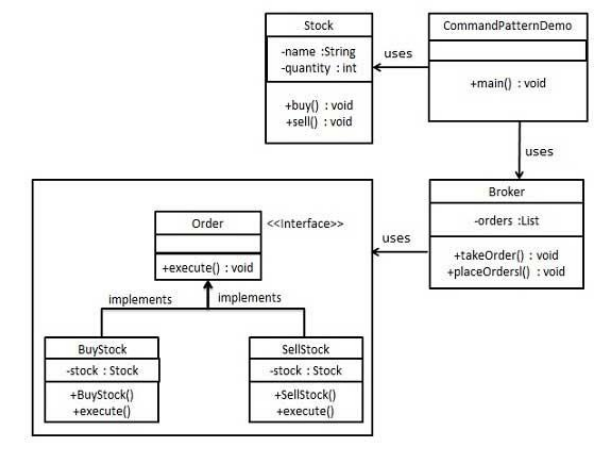 Stock
-name :String
-quantity : int
+buy() : void
+sell() : void
uses
CommandPatternDemo
+main() : void
uses
Broker
-orders :List
+takeOrder() : void
+placeOrdersl() : void
uses
Order
<<Interface>>
+execute() : void
implements
implements
BuyStock
-stock : Stock
+BuyStock()
+execute()
SellStock
-stock : Stock
+SellStock()
+execute()